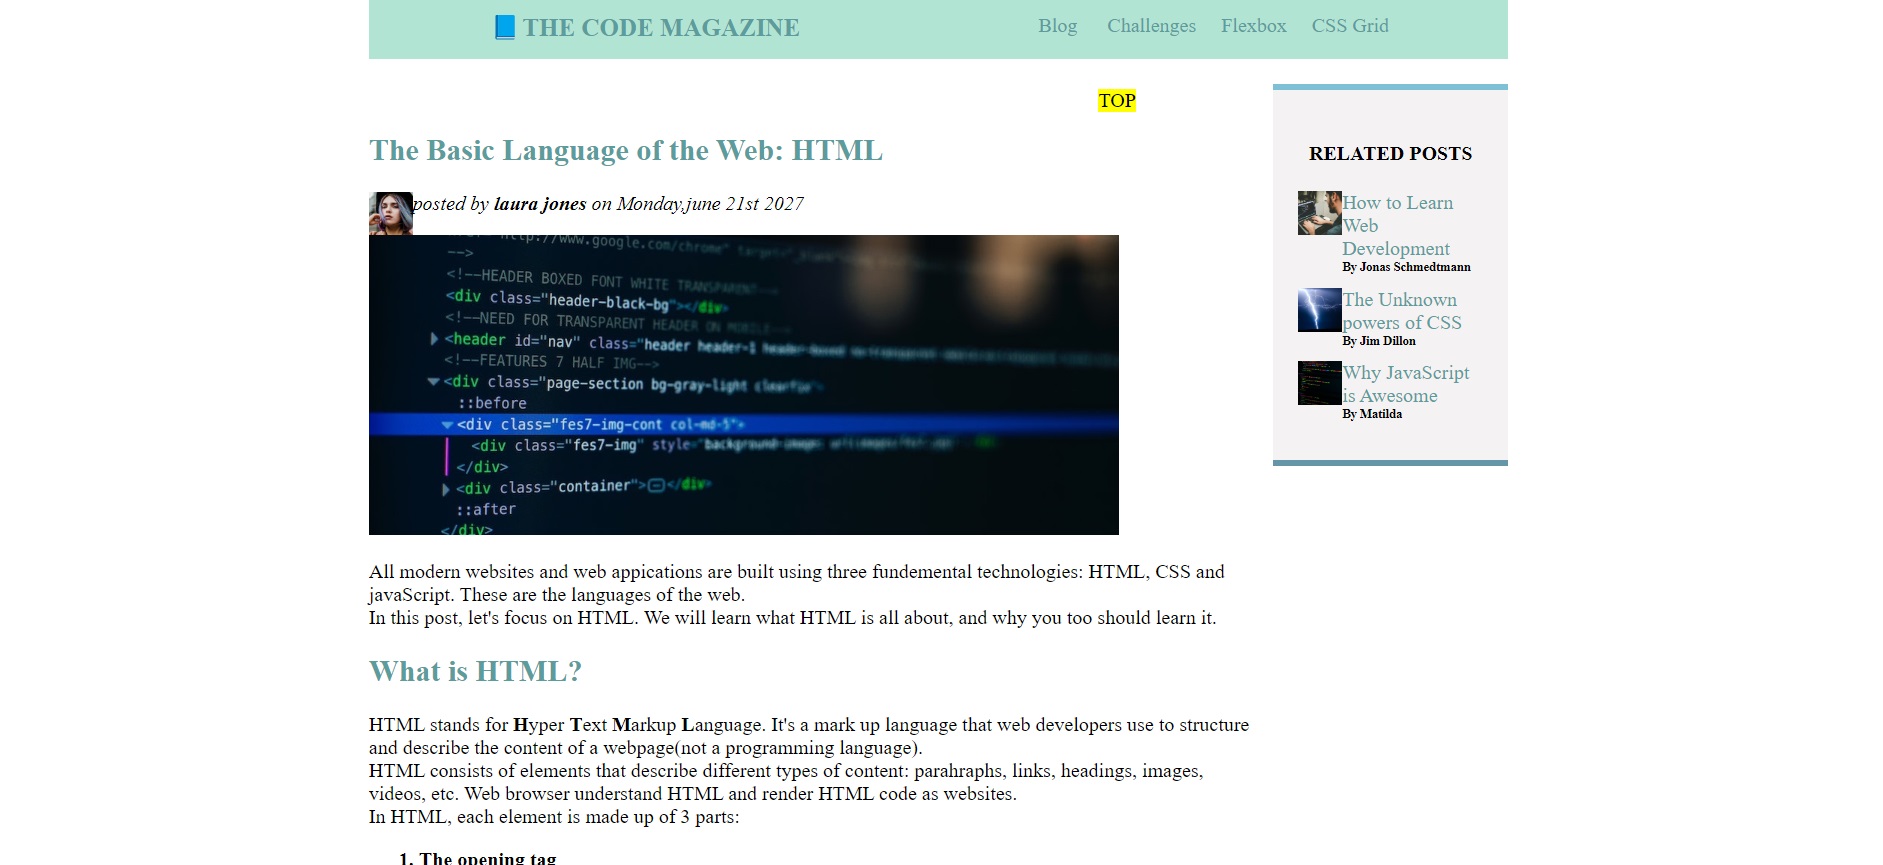 📘 THE CODE MAGAZINE
Blog Challenges Flexbox CSS Grid
TOP
The Basic Language of the Web: HTML
posted by laura jones on Monday,june 21st 2027
http://www.google.com/chrome"
-->
<!--HEADER BOXED FONT WHITE TRANSPARENT-->
<div class="header-black-bg"></div>
<!--NEED FOR TRANSPARENT HEADER ON MOBILE-->
<header id="nav" class="header header-1 header-boxed
<!--FEATURES 7 HALF IMG-->
<div class="page-section bg-gray-light clearfix">
::before
<div class="fes7-img-cont col-md-5">
<div class="fes7-img" style="background-image:
</div>
<div class="container"></div>
::after
</div>
All modern websites and web appications are built using three fundemental technologies: HTML, CSS and
javaScript. These are the languages of the web.
In this post, let's focus on HTML. We will learn what HTML is all about, and why you too should learn it.
What is HTML?
HTML stands for Hyper Text Markup Language. It's a mark up language that web developers use to structure
and describe the content of a webpage(not a programming language).
HTML consists of elements that describe different types of content: parahraphs, links, headings, images,
videos, etc. Web browser understand HTML and render HTML code as websites.
In HTML, each element is made up of 3 parts:
1. The opening tag
RELATED POSTS
How to Learn
Web
Development
By Jonas Schmedtmann
The Unknown
powers of CSS
By Jim Dillon
Why JavaScript
is Awesome
By Matilda